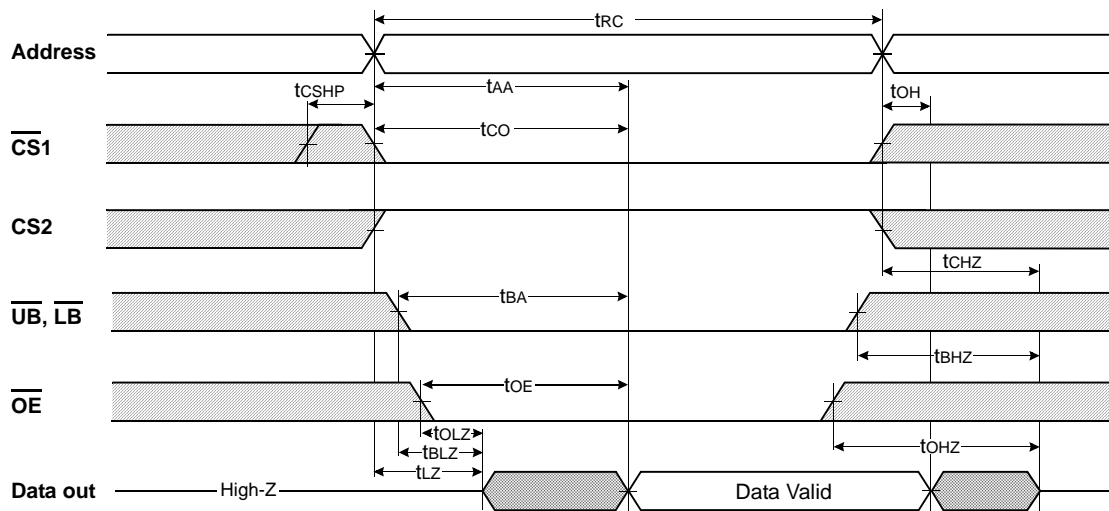 tRC
Address
tCSHP
tAA
tOH
tCO
CS1
CS2
tCHZ
tBA
UB, LB
tBHZ
tOE
OE
tOLZ
tBLZ
tOHZ
tLZ
Data out
High-Z
Data Valid